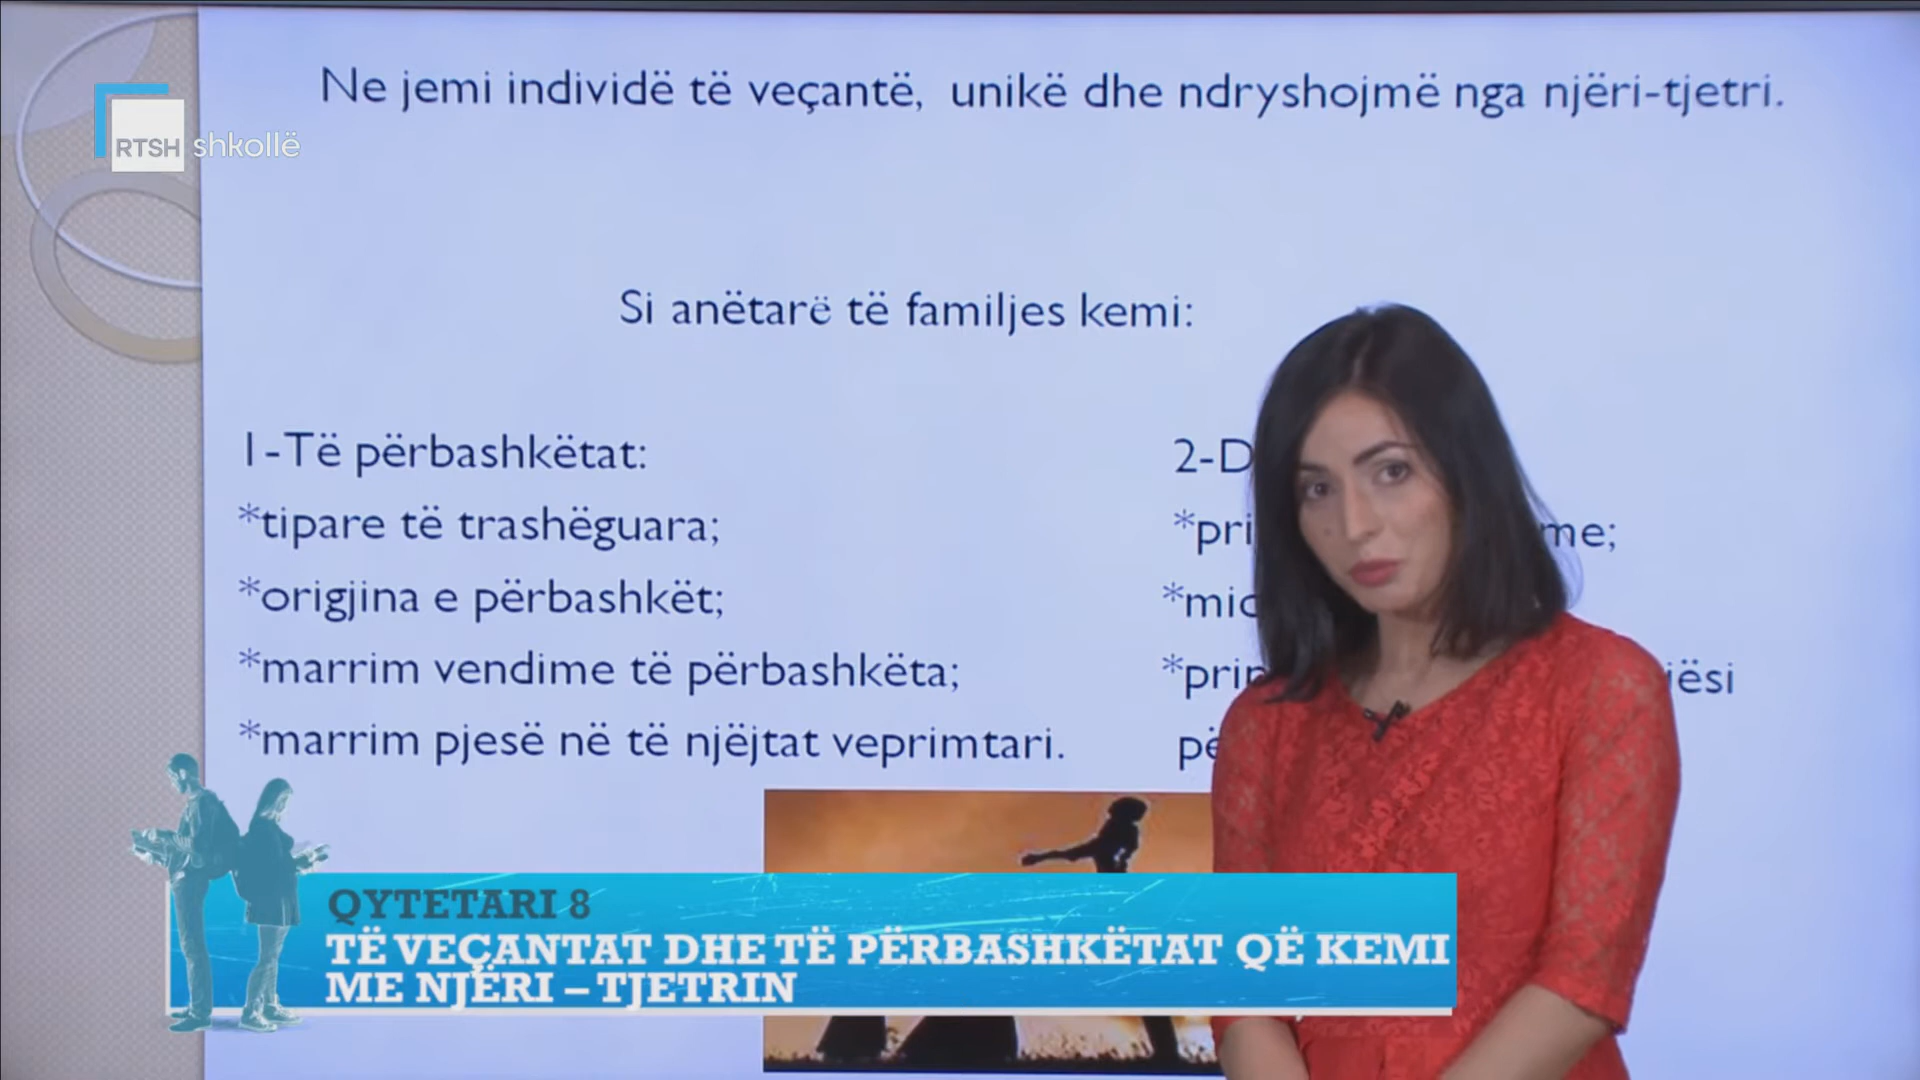 Ne jemi individë të veçantë, unikë dhe ndryshojmë nga njëri-tjetri.
RTSH shkollë
Si anëtarë të familjes kemi:
1-Të përbashkëtat:
*tipare të trashëguara;
*origjina e përbashkët;
*marrim vendime të përbashkëta;
*marrim pjesë në të njëjtat veprimtari.
QYTETARI 8
TË VEÇANTAT DHE TË PËRBASHKËTAT QË KEMI
ME NJËRI – TJETRIN